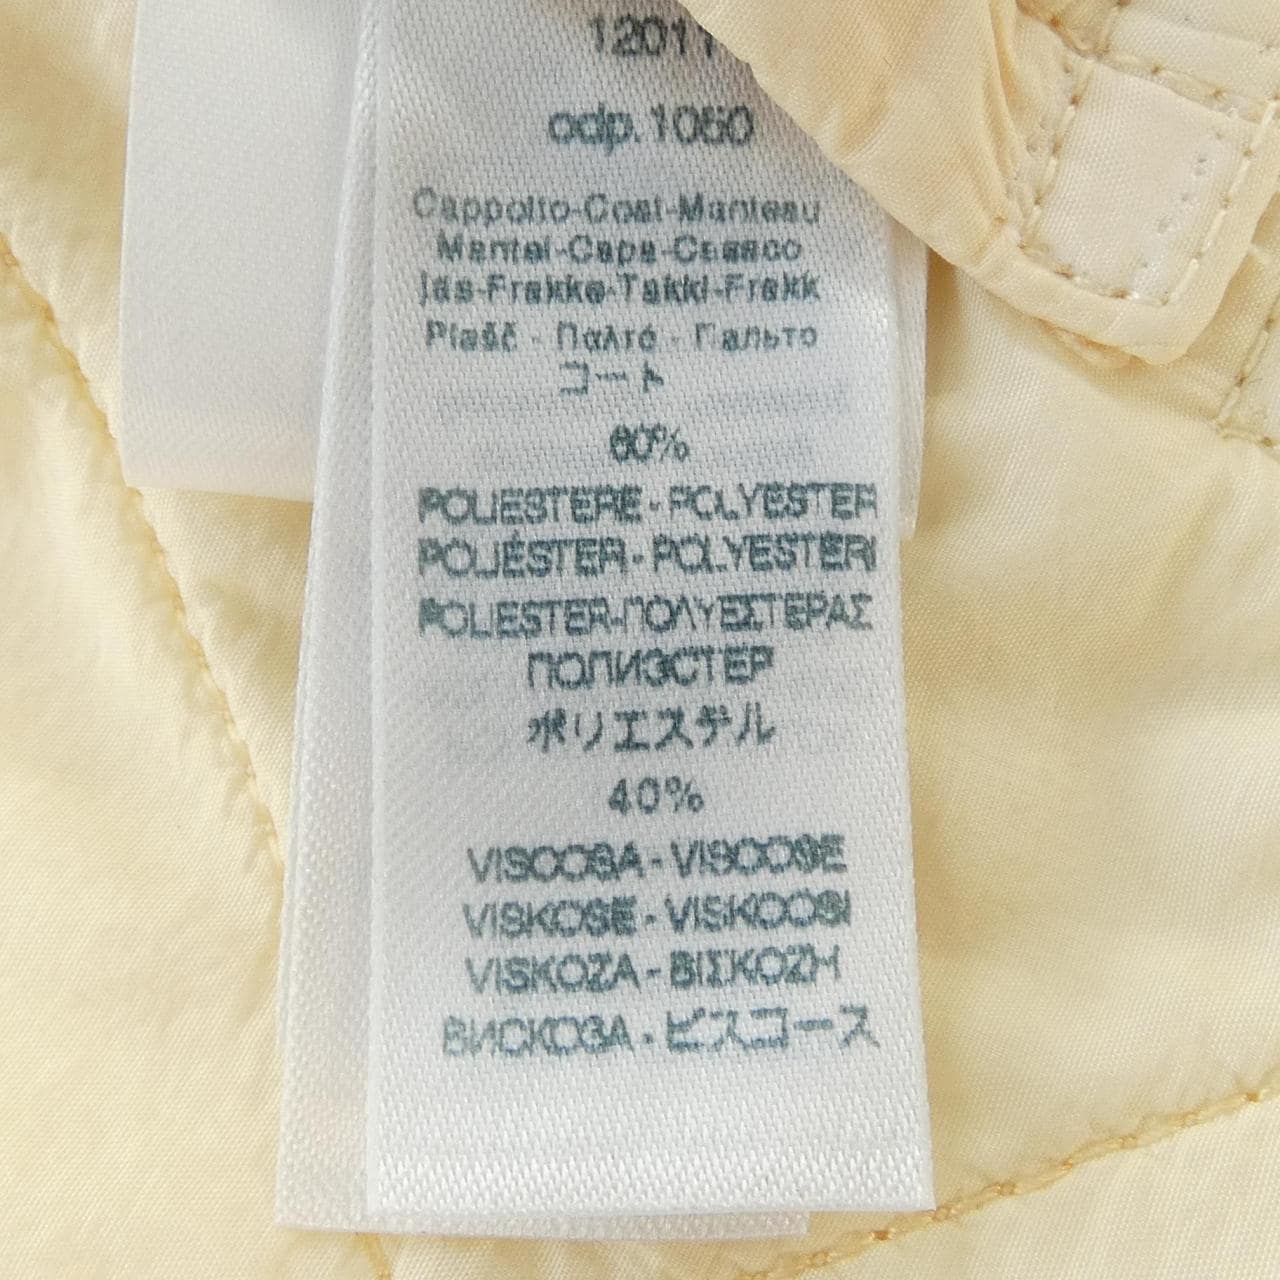 12011
odp.1050
Cappotto-Coat-Manteau
Mantel-Capa-Casaco
Jas-Frakke-Takki-Frakk
Plašč - Παλτό - Пальто
コート
60%
POLIESTERE - POLYESTER
POLIÉSTER - POLYESTERI
POLIESTER-ΠΟΛΥΕΣΤΕΡΑΣ
ПОЛИЭСТЕР
ポリエステル
40%
VISCOSA - VISCOSE
VISKOSE - VISKOOSI
VISKOZA - ΒΙΣΚΟΖΗ
ВИСКОЗА - ビスコース